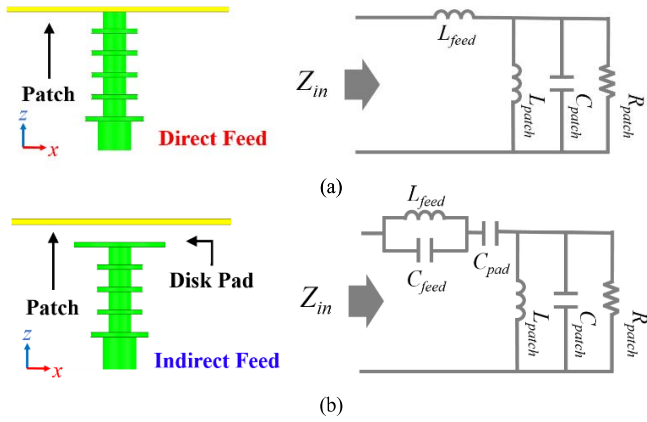 Patch
z
x
Direct Feed
Z_in
L_feed
L_patch
C_patch
R_patch
(a)
Patch
Disk Pad
z
x
Indirect Feed
Z_in
L_feed
C_feed
C_pad
L_patch
C_patch
R_patch
(b)